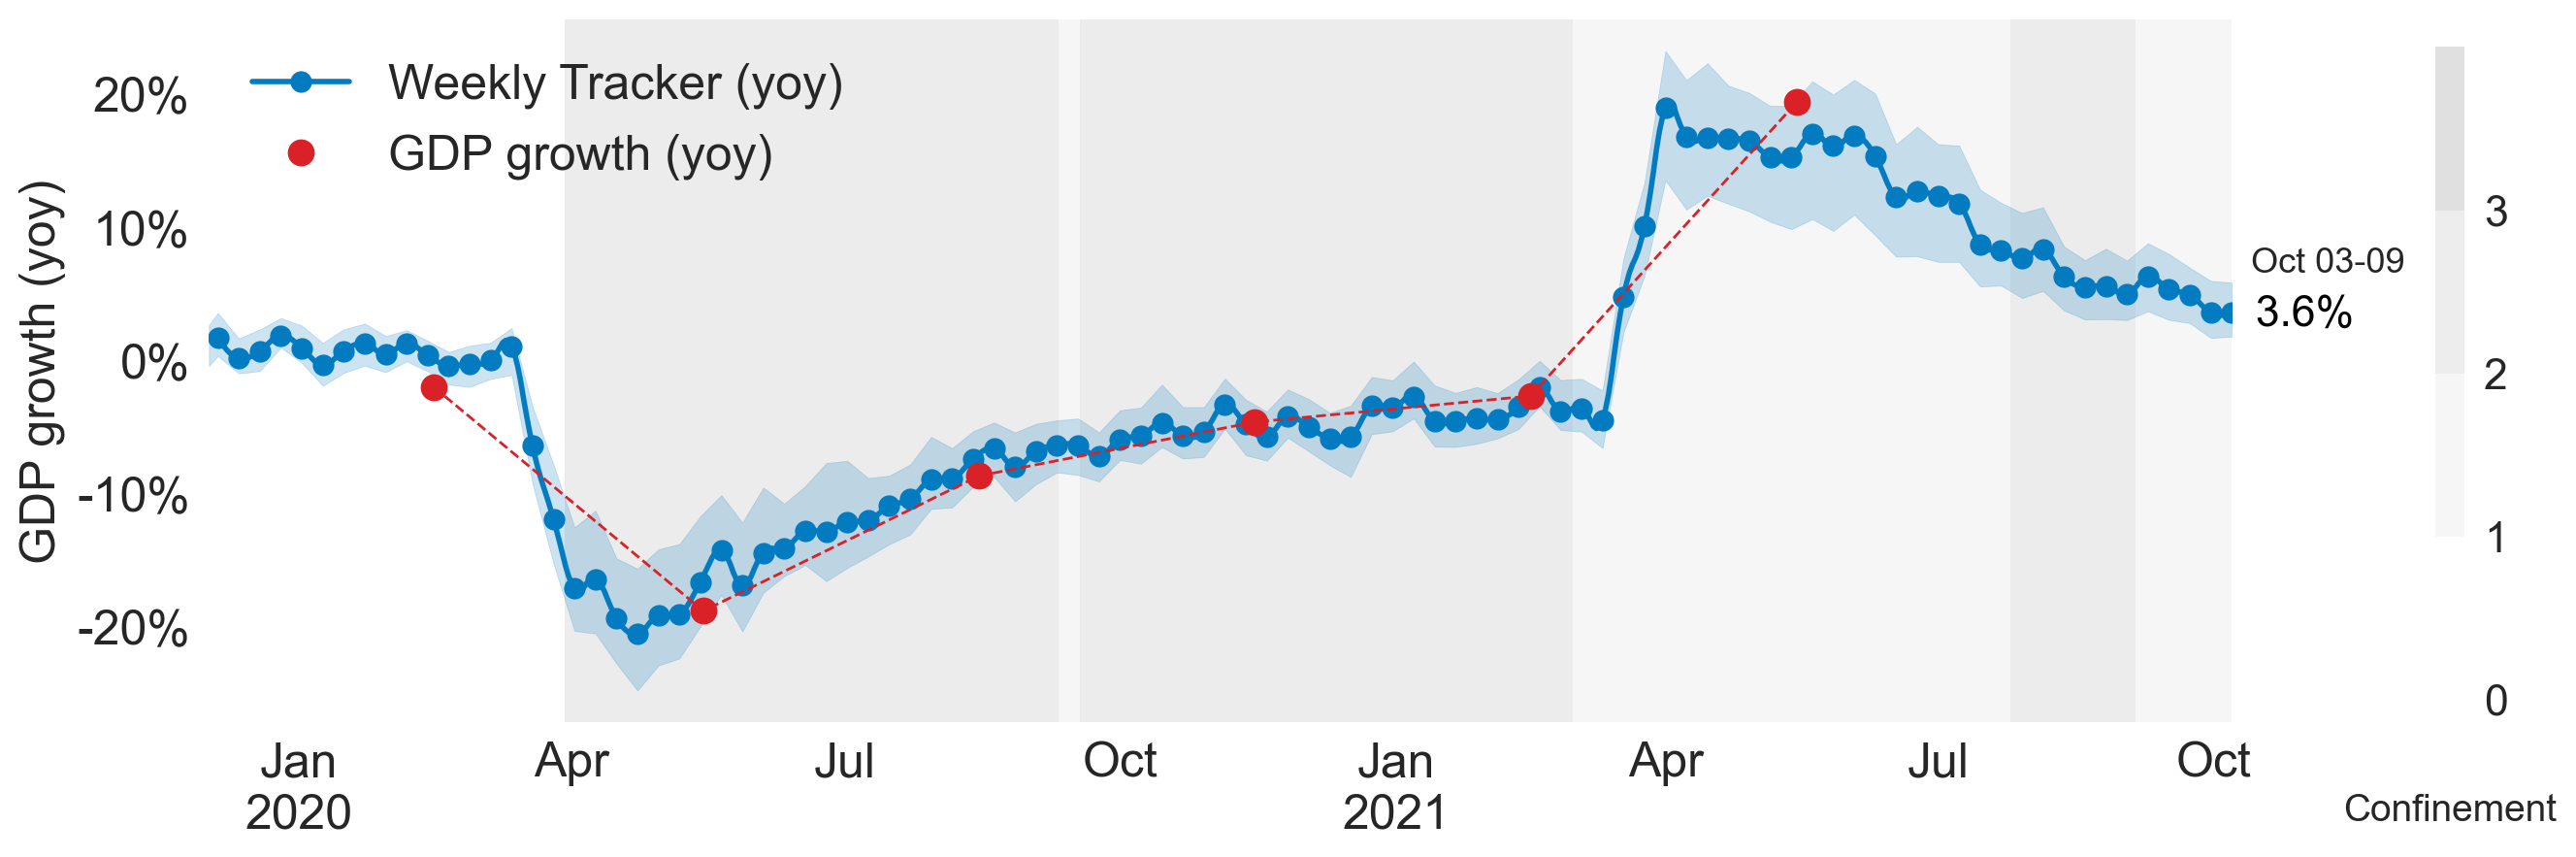 Weekly Tracker (yoy)
GDP growth (yoy)
GDP growth (yoy)
20%
10%
0%
-10%
-20%
Jan
2020
Apr
Jul
Oct
Jan
2021
Apr
Jul
Oct
Oct 03-09
3.6%
3
2
1
0
Confinement